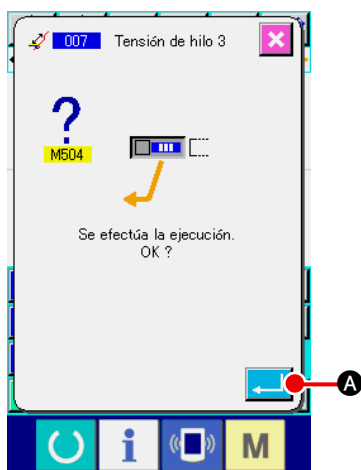 007 Tensión de hilo 3
?
M504
Se efectúa la ejecución.
OK ?
A
i
M